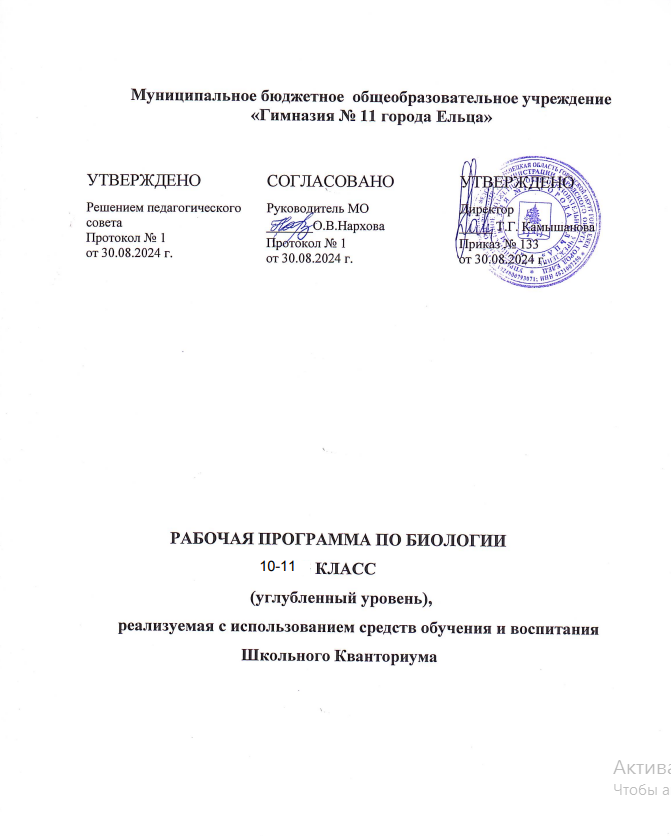 Муниципальное бюджетное общеобразовательное учреждение
«Гимназия № 11 города Ельца»
УТВЕРЖДЕНО
Решением педагогического
совета
Протокол № 1
от 30.08.2024 г.
СОГЛАСОВАНО
Руководитель МО
О.В.Нархова
Протокол № 1
от 30.08.2024 г.
УТВЕРЖДЕНО
Директор
Т.Г. Камышанова
Приказ № 133
от 30.08.2024 г.
РАБОЧАЯ ПРОГРАММА ПО БИОЛОГИИ
10-11 КЛАСС
(углубленный уровень),
реализуемая с использованием средств обучения и воспитания
Школьного Кванториума
Актива
Чтобы а